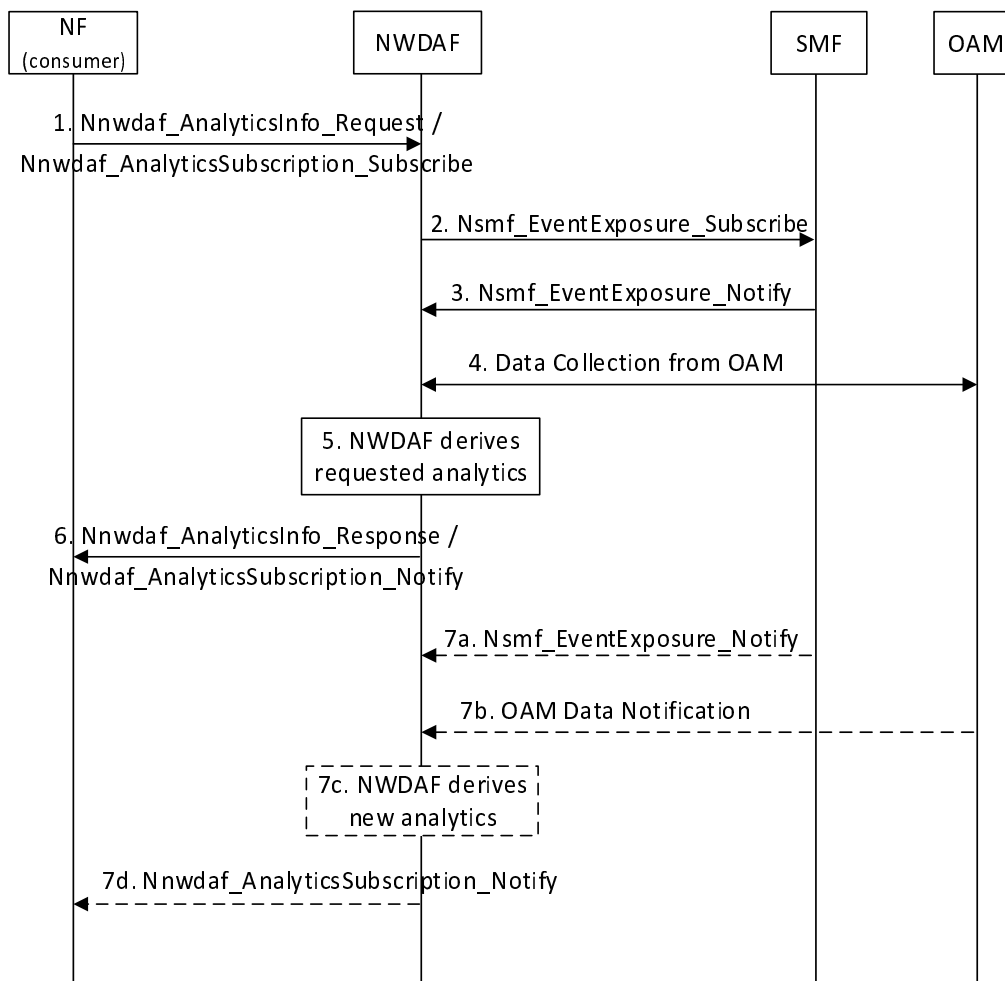 NF
(consumer)
NWDAF
SMF
OAM
1. Nnwdaf_AnalyticsInfo_Request /
Nnwdaf_AnalyticsSubscription_Subscribe
2. Nsmf_EventExposure_Subscribe
3. Nsmf_EventExposure_Notify
4. Data Collection from OAM
5. NWDAF derives
requested analytics
6. Nnwdaf_AnalyticsInfo_Response /
Nnwdaf_AnalyticsSubscription_Notify
7a. Nsmf_EventExposure_Notify
7b. OAM Data Notification
7c. NWDAF derives
new analytics
7d. Nnwdaf_AnalyticsSubscription_Notify